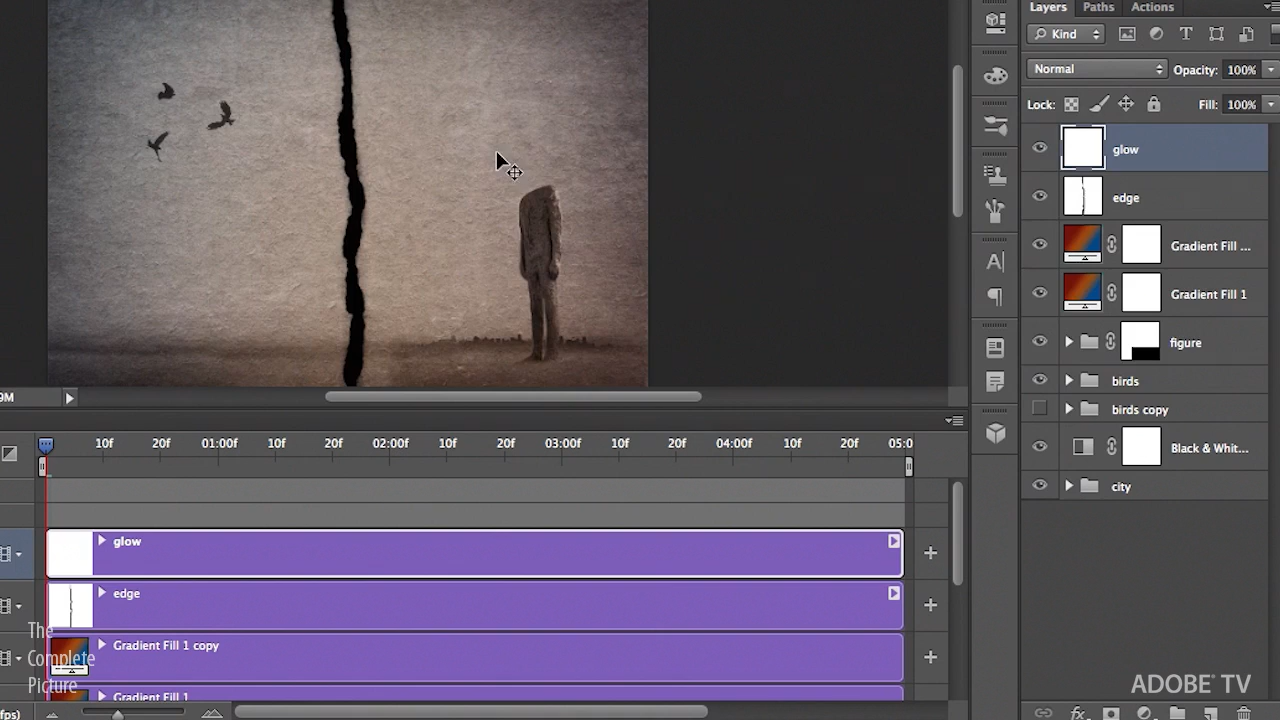 Layers Paths Actions
Kind
Normal Opacity: 100%
Lock: Fill: 100%
glow
edge
Gradient Fill ...
Gradient Fill 1
figure
birds
birds copy
Black & Whit...
city
9M
10f 20f 01:00f 10f 20f 02:00f 10f 20f 03:00f 10f 20f 04:00f 10f 20f 05:0
glow
edge
Gradient Fill 1 copy
Gradient Fill 1
fps)
The
Complete
Picture
ADOBE® TV